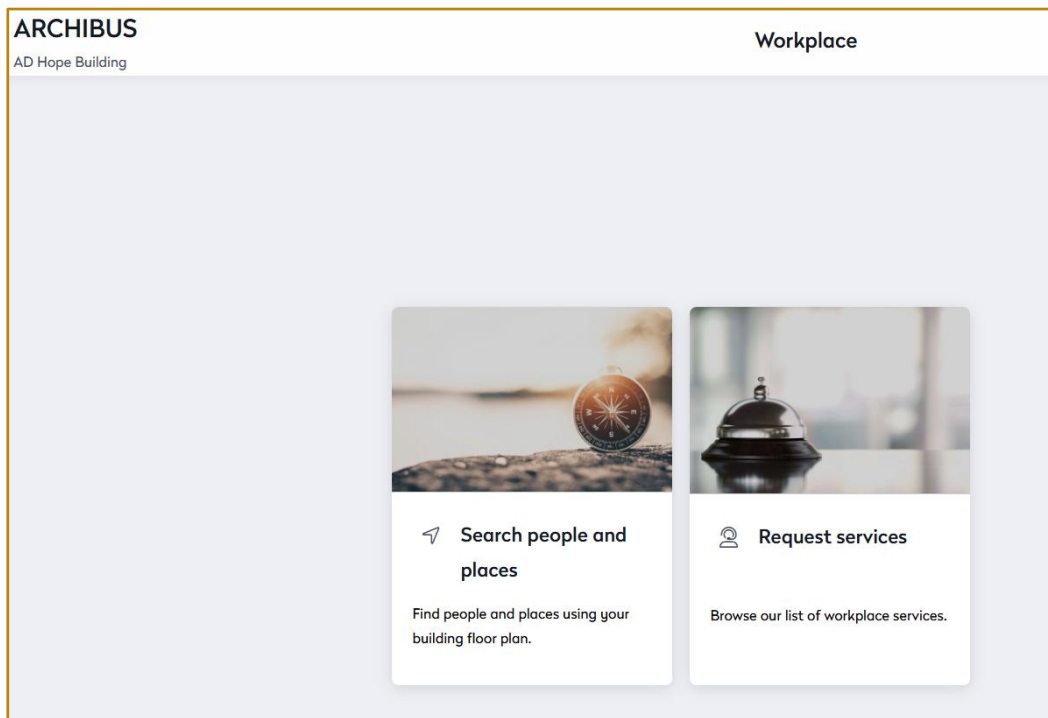 ARCHIBUS
AD Hope Building
Workplace
Search people and
places
Find people and places using your
building floor plan.
Request services
Browse our list of workplace services.